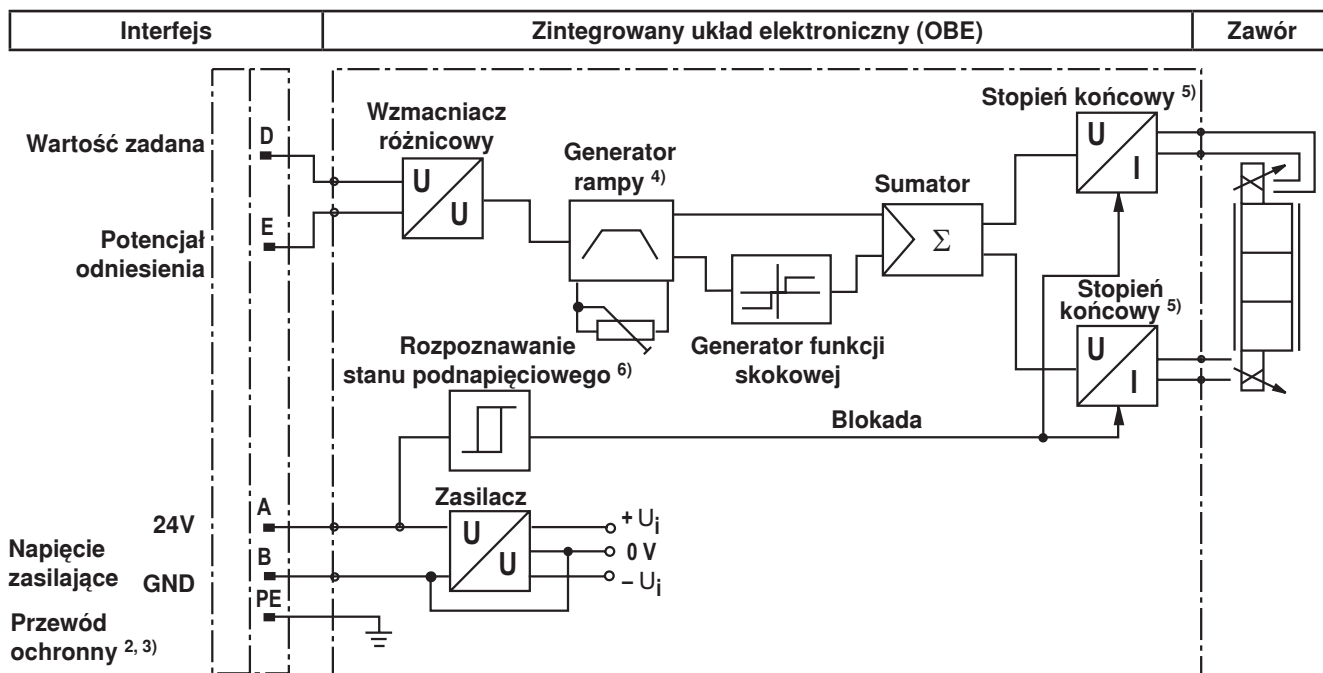 Interfejs
Zintegrowany układ elektroniczny (OBE)
Zawór
Wartość zadana
D
Wzmacniacz
różnicowy
U
U
Generator
rampy 4)
Sumator
Σ
Stopień końcowy 5)
U
I
E
Potencjał
odniesienia
Generator funkcji
skokowej
Stopień
końcowy 5)
U
I
Rozpoznawanie
stanu podnapięciowego 6)
Blokada
Zasilacz
U
U
+ Ui
0 V
– Ui
24V
A
Napięcie
zasilające
GND
B
PE
Przewód
ochronny 2, 3)